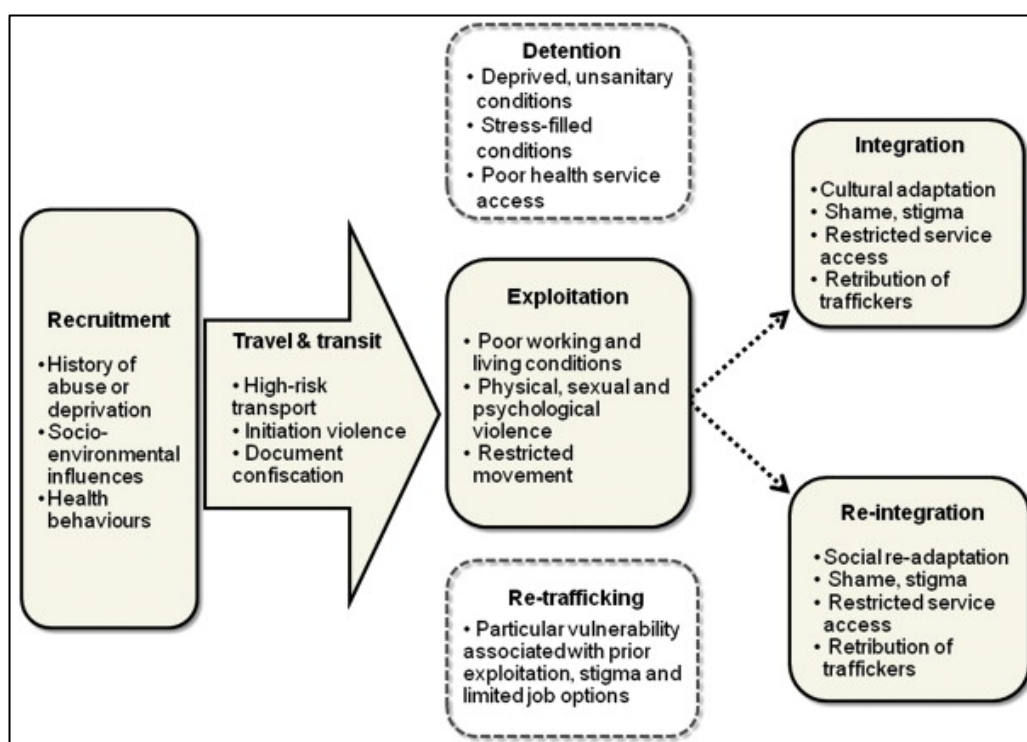 Recruitment
•History of
abuse or
deprivation
•Socio-
environmental
influences
•Health
behaviours
Travel & transit
• High-risk
transport
• Initiation violence
• Document
confiscation
Detention
• Deprived, unsanitary
conditions
• Stress-filled
conditions
• Poor health service
access
Exploitation
• Poor working and
living conditions
• Physical, sexual and
psychological
violence
• Restricted
movement
Re-trafficking
• Particular vulnerability
associated with prior
exploitation, stigma and
limited job options
Integration
•Cultural adaptation
• Shame, stigma
• Restricted service
access
• Retribution of
traffickers
Re-integration
•Social re-adaptation
• Shame, stigma
• Restricted service
access
• Retribution of
traffickers